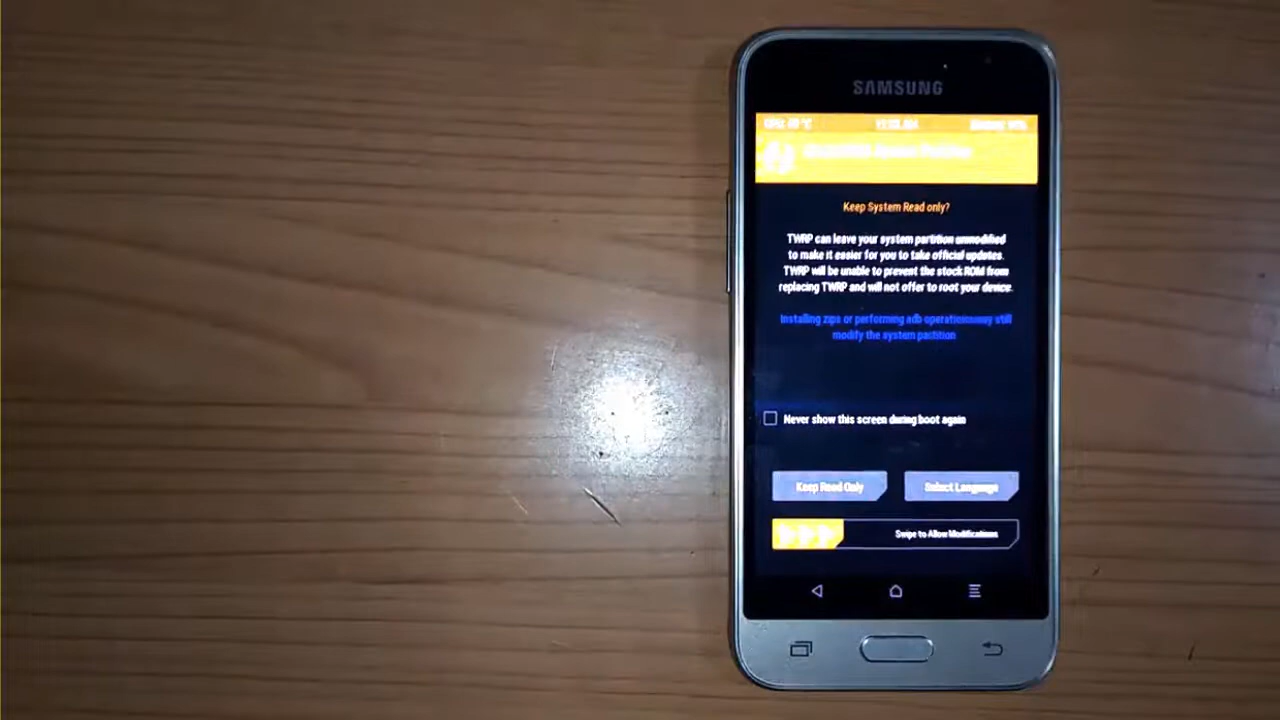 SAMSUNG
Keep System Read only?
TWRP can leave your system partition unmodified
to make it easier for you to take official updates.
TWRP will be unable to prevent the stock ROM from
replacing TWRP and will not offer to root your device.
Installing zips or performing adb operations may still
modify the system partition
Never show this screen during boot again
Keep Read Only
Select Language
Swipe to Allow Modifications